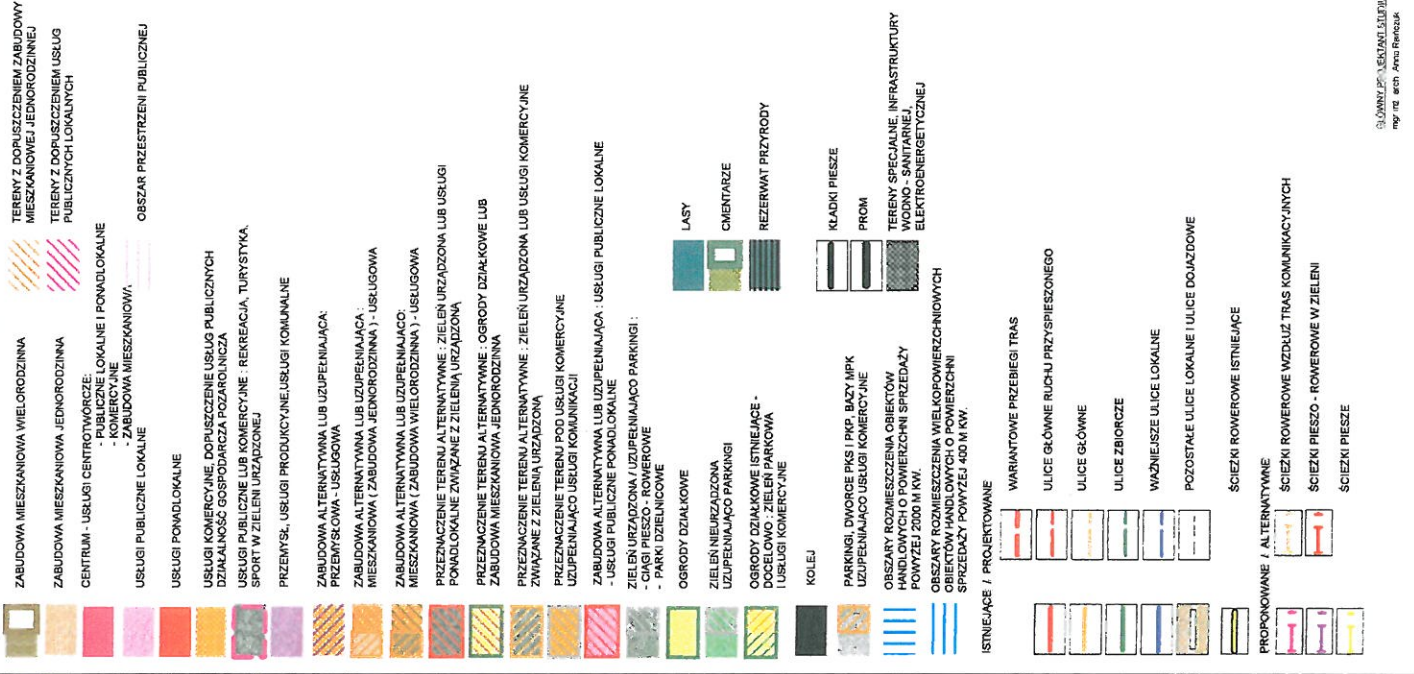 ZABUDOWA MIESZKANIOWA WIELORODZINNA
ZABUDOWA MIESZKANIOWA JEDNORODZINNA
CENTRUM - USŁUGI CENTROTWÓRCZE:
- PUBLICZNE LOKALNE I PONADLOKALNE
- KOMERCYJNE
- ZABUDOWA MIESZKANIOWA
USŁUGI PUBLICZNE LOKALNE
USŁUGI PONADLOKALNE
USŁUGI KOMERCYJNE, DOPUSZCZENIE USŁUG PUBLICZNYCH
DZIAŁALNOŚĆ GOSPODARCZA POZAROLNICZA
USŁUGI PUBLICZNE LUB KOMERCYJNE : REKREACJA, TURYSTYKA,
SPORT W ZIELENI URZĄDZONEJ
PRZEMYSŁ, USŁUGI PRODUKCYJNE, USŁUGI KOMUNALNE
ZABUDOWA ALTERNATYWNA LUB UZUPEŁNIAJĄCA:
PRZEMYSŁOWA - USŁUGOWA
ZABUDOWA ALTERNATYWNA LUB UZUPEŁNIAJĄCA :
MIESZKANIOWA ( ZABUDOWA JEDNORODZINNA ) - USŁUGOWA
ZABUDOWA ALTERNATYWNA LUB UZUPEŁNIAJACO:
MIESZKANIOWA ( ZABUDOWA WIELORODZINNA ) - USŁUGOWA
PRZEZNACZENIE TERENU ALTERNATYWNE : ZIELEŃ URZĄDZONA LUB USŁUGI
PONADLOKALNE ZWIĄZANE Z ZIELENIĄ URZĄDZONĄ
PRZEZNACZENIE TERENU ALTERNATYWNE : OGRODY DZIAŁKOWE LUB
ZABUDOWA MIESZKANIOWA JEDNORODZINNA
PRZEZNACZENIE TERENU ALTERNATYWNE : ZIELEŃ URZĄDZONA LUB USŁUGI KOMERCYJNE
ZWIĄZANE Z ZIELENIĄ URZĄDZONĄ
PRZEZNACZENIE TERENU POD USŁUGI KOMERCYJNE
UZUPEŁNIAJĄCO USŁUGI KOMUNIKACJI
ZABUDOWA ALTERNATYWNA LUB UZUPEŁNIAJĄCA : USŁUGI PUBLICZNE LOKALNE
- USŁUGI PUBLICZNE PONADLOKALNE
ZIELEŃ URZĄDZONA / UZUPEŁNIAJĄCO PARKINGI :
- CIĄGI PIESZO - ROWEROWE
- PARKI DZIELNICOWE
OGRODY DZIAŁKOWE
ZIELEŃ NIEURZĄDZONA
UZUPEŁNIAJĄCO PARKINGI
OGRODY DZIAŁKOWE ISTNIEJĄCE -
DOCELOWO : ZIELEŃ PARKOWA
I USŁUGI KOMERCYJNE
KOLEJ
PARKINGI, DWORCE PKS I PKP, BAZY MPK
UZUPEŁNIAJĄCO USŁUGI KOMERCYJNE
OBSZARY ROZMIESZCZENIA OBIEKTÓW
HANDLOWYCH O POWIERZCHNI SPRZEDAŻY
POWYŻEJ 2000 M KW.
OBSZARY ROZMIESZCZENIA WIELKOPOWIERZCHNIOWYCH
OBIEKTÓW HANDLOWYCH O POWIERZCHNI
SPRZEDAŻY POWYŻEJ 400 M KW.
TERENY Z DOPUSZCZENIEM ZABUDOWY
MIESZKANIOWEJ JEDNORODZINNEJ
TERENY Z DOPUSZCZENIEM USŁUG
PUBLICZNYCH LOKALNYCH
OBSZAR PRZESTRZENI PUBLICZNEJ
LASY
CMENTARZE
REZERWAT PRZYRODY
KŁADKI PIESZE
PROM
TERENY SPECJALNE, INFRASTRUKTURY
WODNO - SANITARNEJ,
ELEKTROENERGETYCZNEJ
ISTNIEJĄCE / PROJEKTOWANE
WARIANTOWE PRZEBIEGI TRAS
ULICE GŁÓWNE RUCHU PRZYSPIESZONEGO
ULICE GŁÓWNE
ULICE ZBIORCZE
WAŻNIEJSZE ULICE LOKALNE
POZOSTAŁE ULICE LOKALNE I ULICE DOJAZDOWE
ŚCIEŻKI ROWEROWE ISTNIEJĄCE
PROPONOWANE / ALTERNATYWNE
ŚCIEŻKI ROWEROWE WZDŁUŻ TRAS KOMUNIKACYJNYCH
ŚCIEŻKI PIESZO - ROWEROWE W ZIELENI
ŚCIEŻKI PIESZE
GŁÓWNY PROJEKTANT STUDIUM
mgr inż. arch. Anna Rańczuk